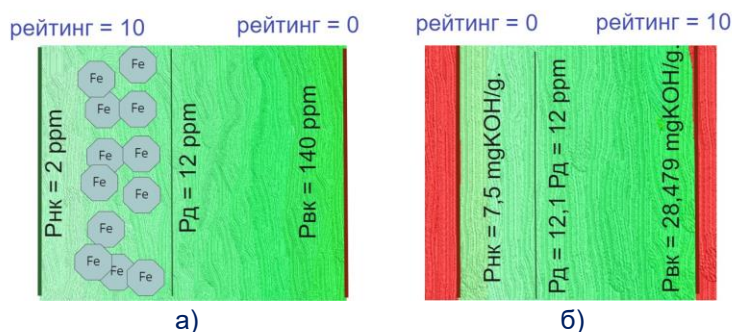 рейтинг = 10
рейтинг = 0
Fe
Fe
Fe
Fe
Fe
Fe
Fe
Fe
Fe
Fe
Fe
Fe
Рнк = 2 ppm
Рд = 12 ppm
Рвк = 140 ppm
а)
рейтинг = 0
рейтинг = 10
Рнк = 7,5 mgKOH/g.
Рд = 12,1 Рд = 12 ppm
Рвк = 28,479 mgKOH/g.
б)